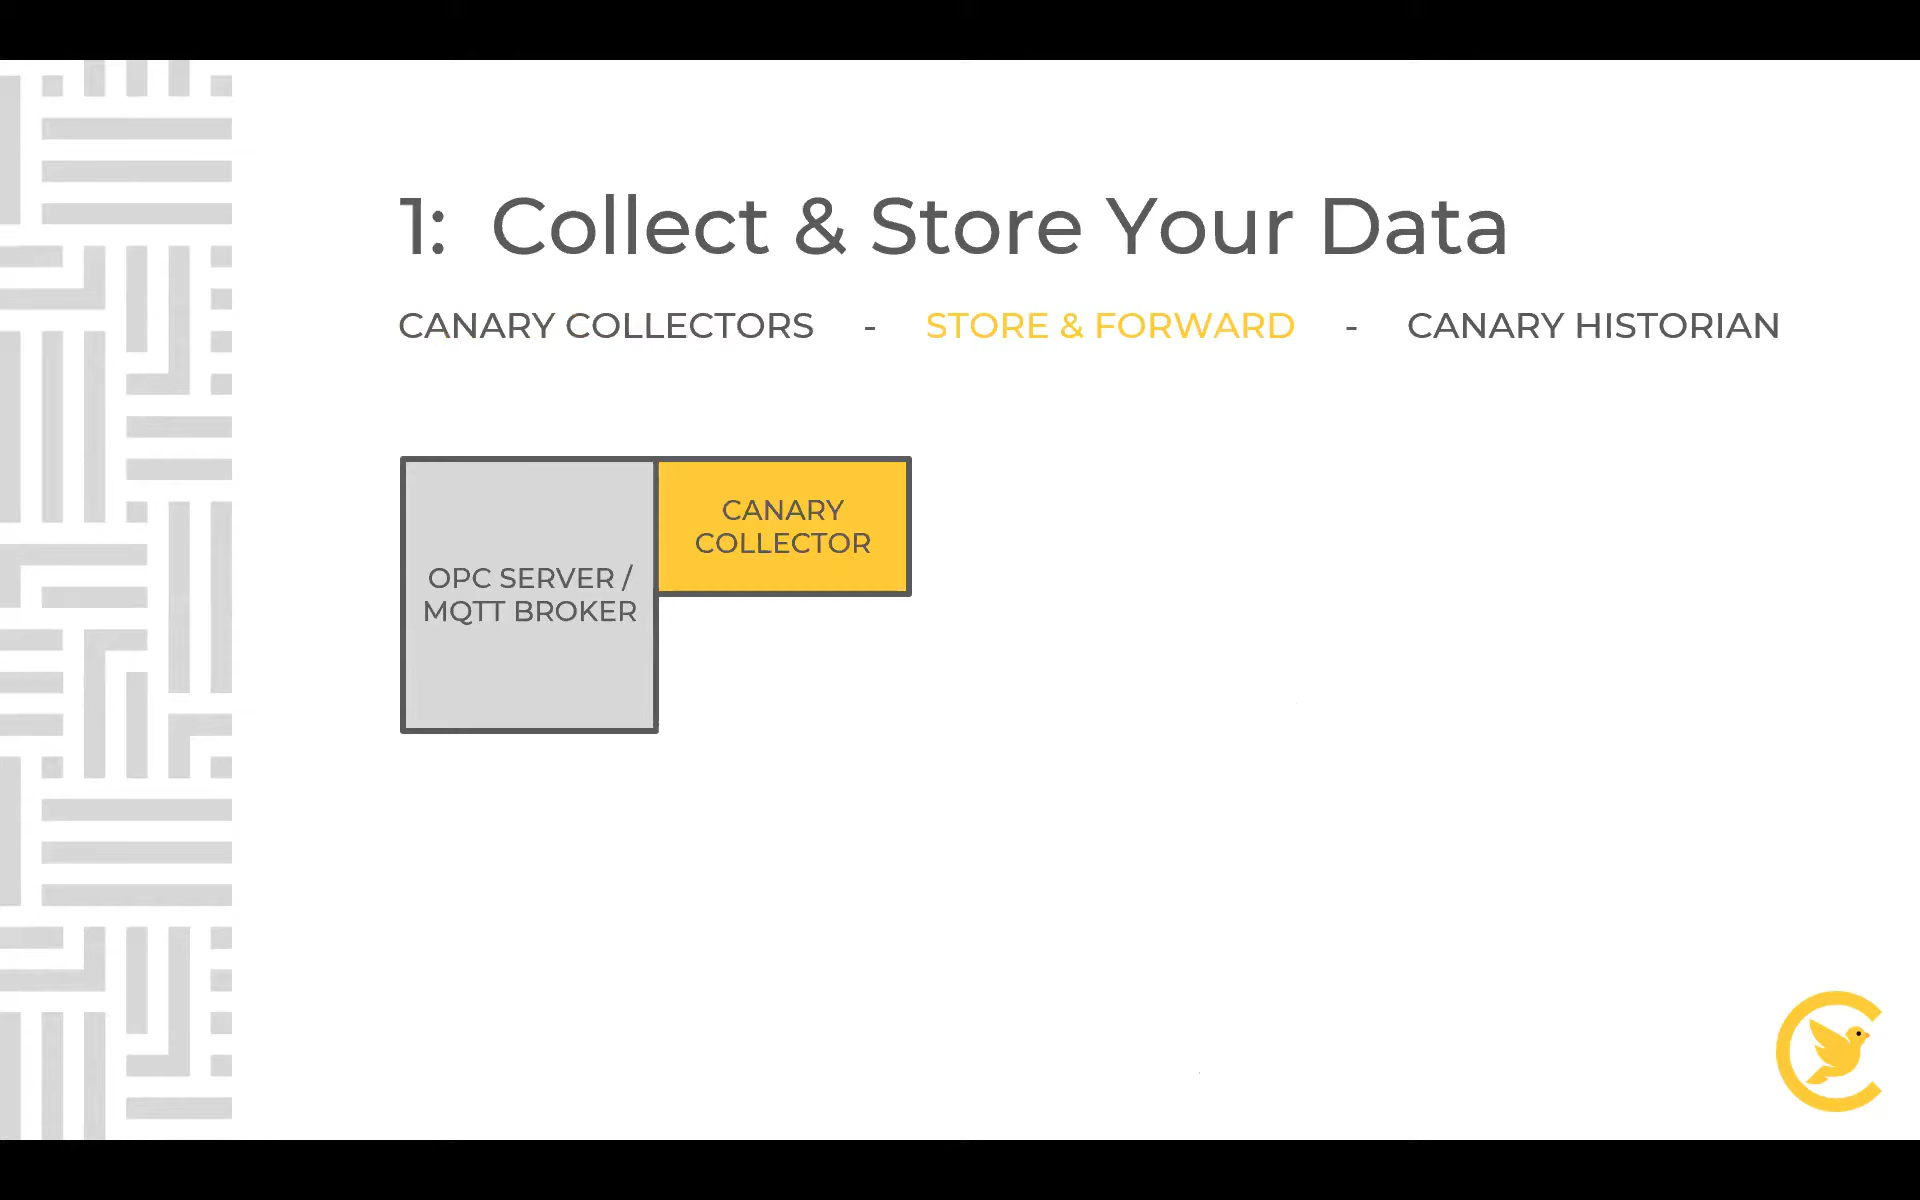 1: Collect & Store Your Data
CANARY COLLECTORS - STORE & FORWARD - CANARY HISTORIAN
OPC SERVER /
MQTT BROKER
CANARY
COLLECTOR